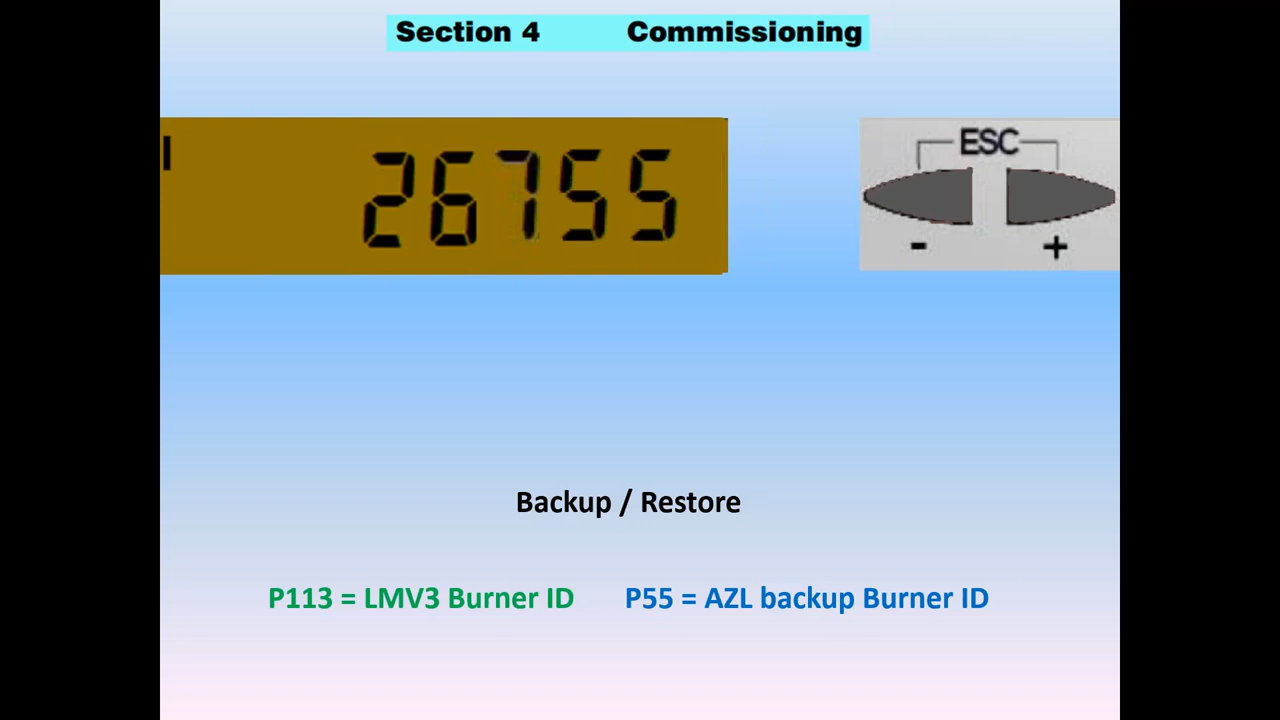 Section 4 Commissioning
26755
ESC
- +
Backup / Restore
P113 = LMV3 Burner ID P55 = AZL backup Burner ID